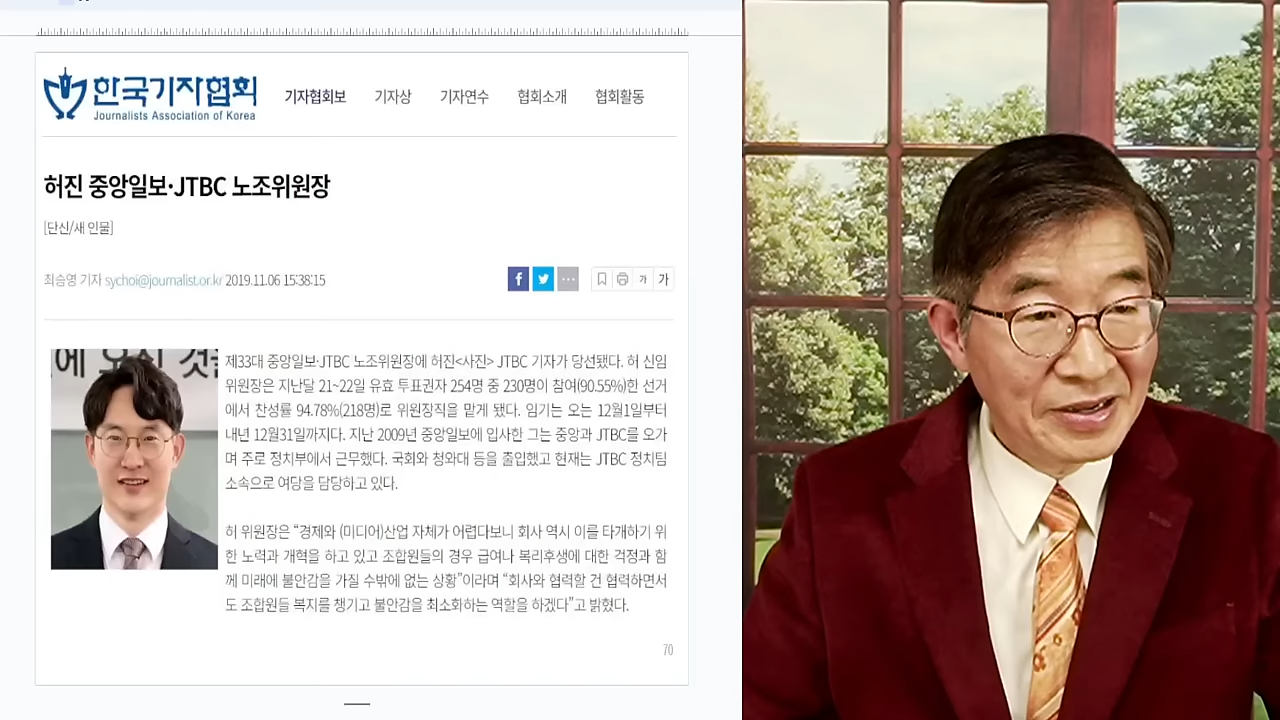 한국기자협회
Journalists Association of Korea
기자협회보 기자상 기자연수 협회소개 협회활동
허진 중앙일보·JTBC 노조위원장
[단신/새 인물]
최승영 기자 sychoi@journalist.or.kr 2019.11.06 15:38:15
가 가
제33대 중앙일보·JTBC 노조위원장에 허진<사진> JTBC 기자가 당선됐다. 허 신임
위원장은 지난달 21~22일 유효 투표권자 254명 중 230명이 참여(90.55%)한 선거
에서 찬성률 94.78%(218명)로 위원장직을 맡게 됐다. 임기는 오는 12월1일부터
내년 12월31일까지다. 지난 2009년 중앙일보에 입사한 그는 중앙과 JTBC를 오가
며 주로 정치부에서 근무했다. 국회와 청와대 등을 출입했고 현재는 JTBC 정치팀
소속으로 여당을 담당하고 있다.
허 위원장은 “경제와 (미디어)산업 자체가 어렵다보니 회사 역시 이를 타개하기 위
한 노력과 개혁을 하고 있고 조합원들의 경우 급여나 복리후생에 대한 걱정과 함
께 미래에 불안감을 가질 수밖에 없는 상황”이라며 “회사와 협력할 건 협력하면서
도 조합원들 복지를 챙기고 불안감을 최소화하는 역할을 하겠다”고 밝혔다.
70